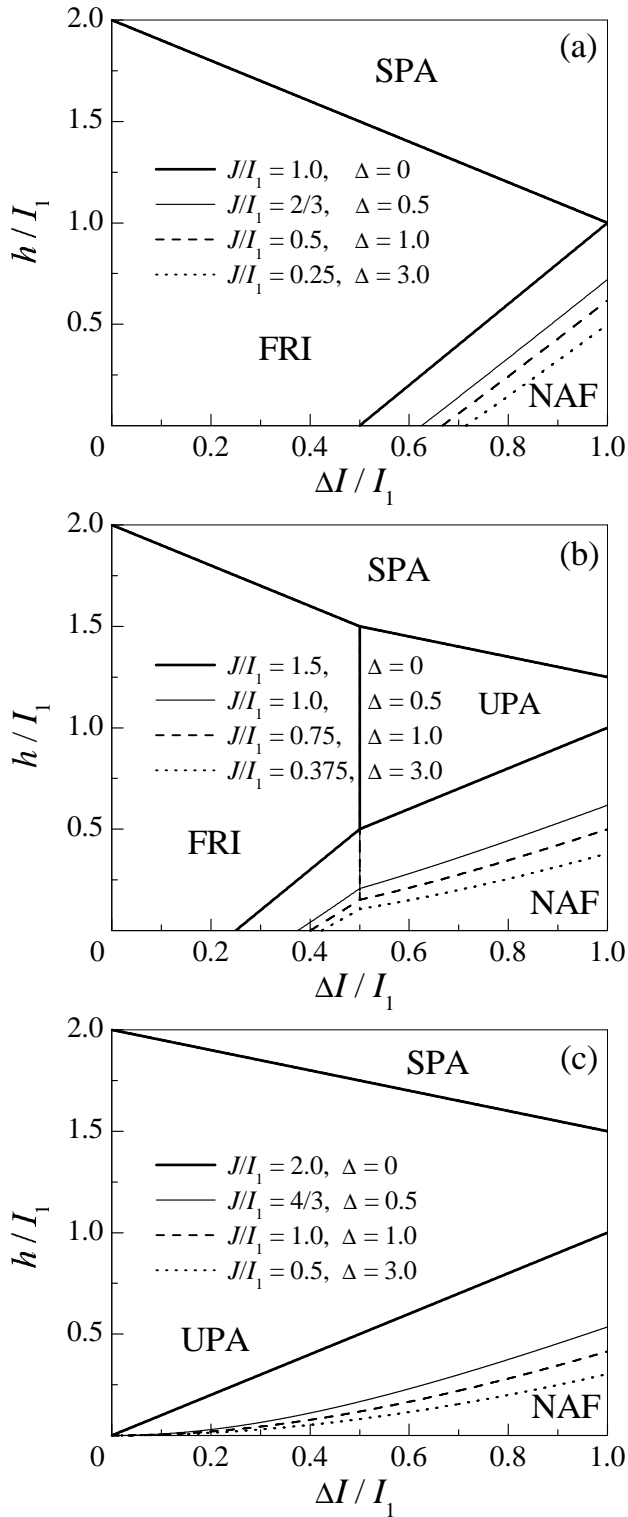 2.0
(a)
SPA
1.5
J/I₁ = 1.0, Δ = 0
J/I₁ = 2/3, Δ = 0.5
J/I₁ = 0.5, Δ = 1.0
J/I₁ = 0.25, Δ = 3.0
h / I₁
1.0
0.5
FRI
NAF
0 0.2 0.4 0.6 0.8 1.0
ΔI / I₁
2.0
(b)
SPA
1.5
J/I₁ = 1.5, Δ = 0
J/I₁ = 1.0, Δ = 0.5
J/I₁ = 0.75, Δ = 1.0
J/I₁ = 0.375, Δ = 3.0
UPA
h / I₁
1.0
0.5
FRI
NAF
0 0.2 0.4 0.6 0.8 1.0
ΔI / I₁
2.0
(c)
SPA
1.5
J/I₁ = 2.0, Δ = 0
J/I₁ = 4/3, Δ = 0.5
J/I₁ = 1.0, Δ = 1.0
J/I₁ = 0.5, Δ = 3.0
h / I₁
1.0
0.5
UPA
NAF
0 0.2 0.4 0.6 0.8 1.0
ΔI / I₁